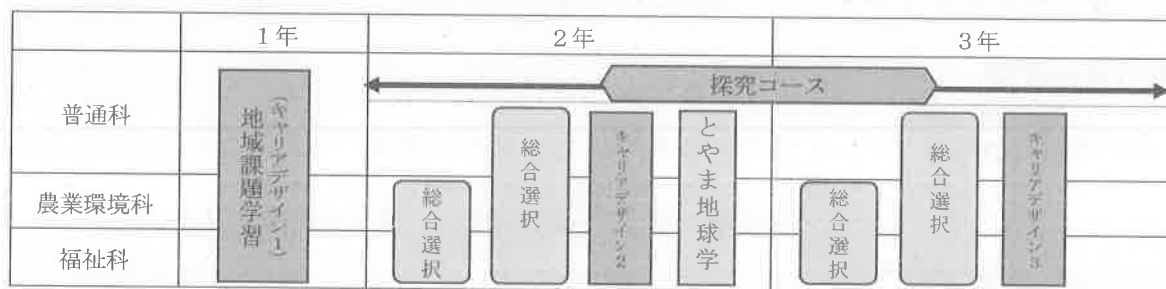 1年
2年
3年
探究コース
普通科
農業環境科
福祉科
地域課題学習
(キャリアデザイン1)
総合選択
総合選択
キャリアデザイン2
とやま地球学
総合選択
総合選択
キャリアデザイン3